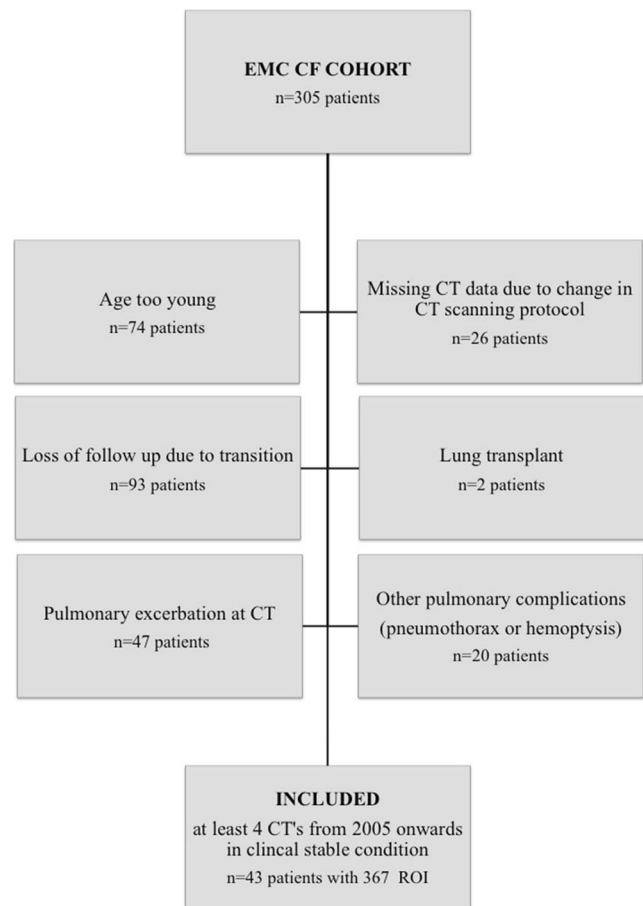 EMC CF COHORT
n=305 patients
Age too young
n=74 patients
Missing CT data due to change in
CT scanning protocol
n=26 patients
Loss of follow up due to transition
n=93 patients
Lung transplant
n=2 patients
Pulmonary excerbation at CT
n=47 patients
Other pulmonary complications
(pneumothorax or hemoptysis)
n=20 patients
INCLUDED
at least 4 CT's from 2005 onwards
in clincal stable condition
n=43 patients with 367 ROI